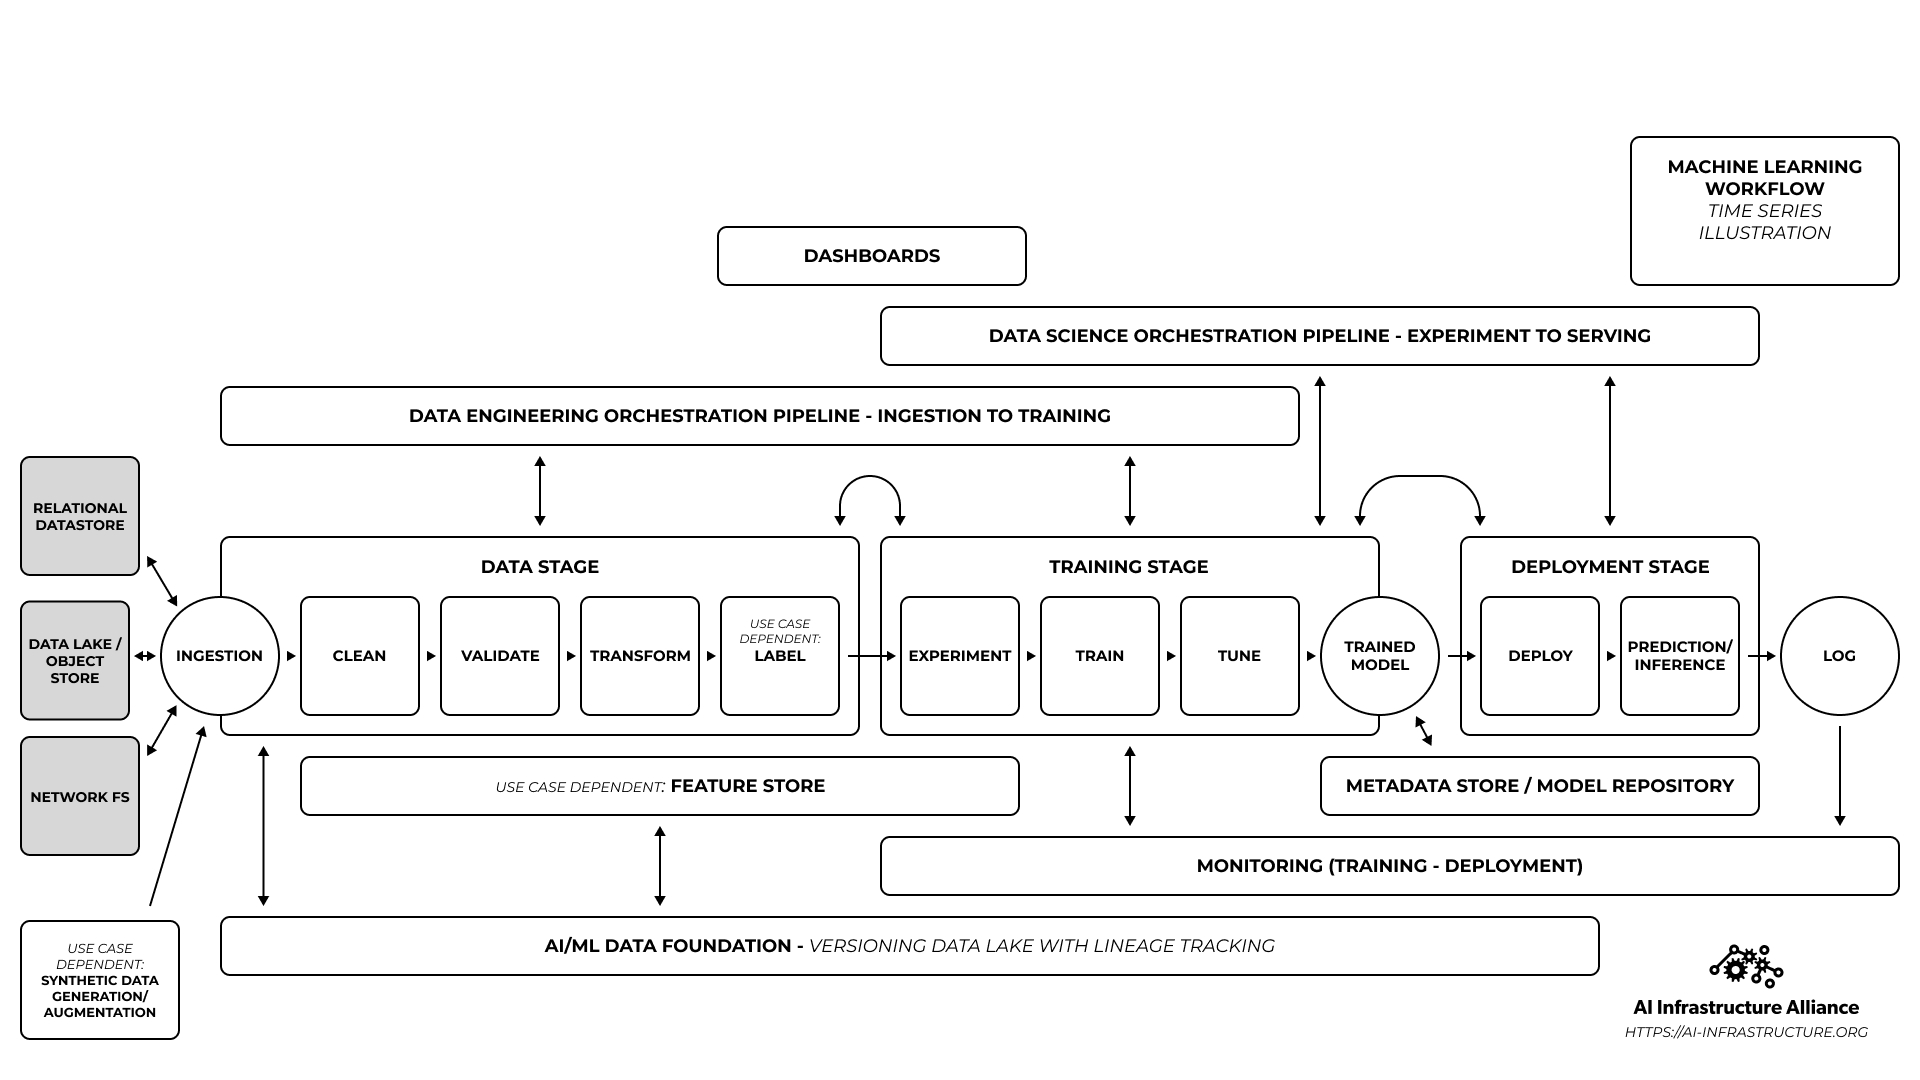 MACHINE LEARNING
WORKFLOW
TIME SERIES
ILLUSTRATION
DASHBOARDS
DATA SCIENCE ORCHESTRATION PIPELINE - EXPERIMENT TO SERVING
DATA ENGINEERING ORCHESTRATION PIPELINE - INGESTION TO TRAINING
RELATIONAL
DATASTORE
DATA LAKE /
OBJECT
STORE
NETWORK FS
INGESTION
DATA STAGE
CLEAN
VALIDATE
TRANSFORM
USE CASE
DEPENDENT:
LABEL
TRAINING STAGE
EXPERIMENT
TRAIN
TUNE
TRAINED
MODEL
DEPLOYMENT STAGE
DEPLOY
PREDICTION/
INFERENCE
LOG
USE CASE DEPENDENT: FEATURE STORE
METADATA STORE / MODEL REPOSITORY
MONITORING (TRAINING - DEPLOYMENT)
USE CASE
DEPENDENT:
SYNTHETIC DATA
GENERATION/
AUGMENTATION
AI/ML DATA FOUNDATION - VERSIONING DATA LAKE WITH LINEAGE TRACKING
AI Infrastructure Alliance
HTTPS://AI-INFRASTRUCTURE.ORG